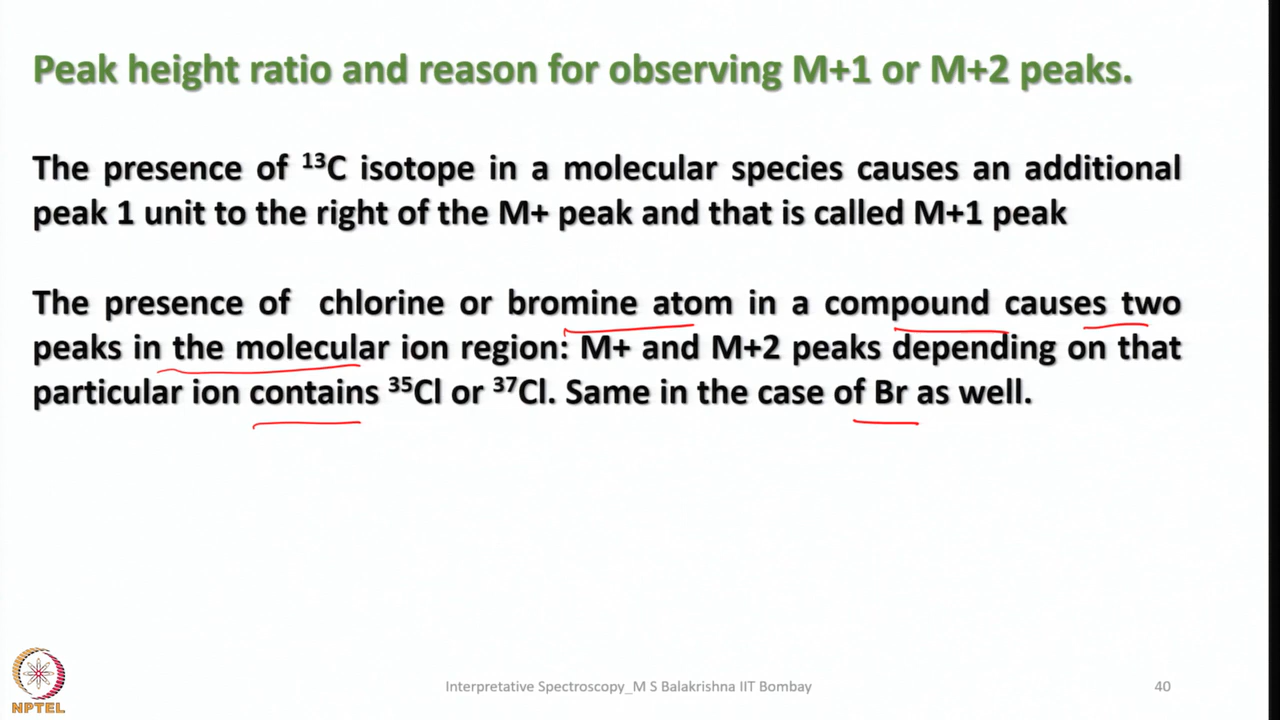 Peak height ratio and reason for observing M+1 or M+2 peaks.
The presence of ¹³C isotope in a molecular species causes an additional
peak 1 unit to the right of the M+ peak and that is called M+1 peak
The presence of chlorine or bromine atom in a compound causes two
peaks in the molecular ion region: M+ and M+2 peaks depending on that
particular ion contains ³⁵Cl or ³⁷Cl. Same in the case of Br as well.
NPTEL
Interpretative Spectroscopy_M S Balakrishna IIT Bombay
40